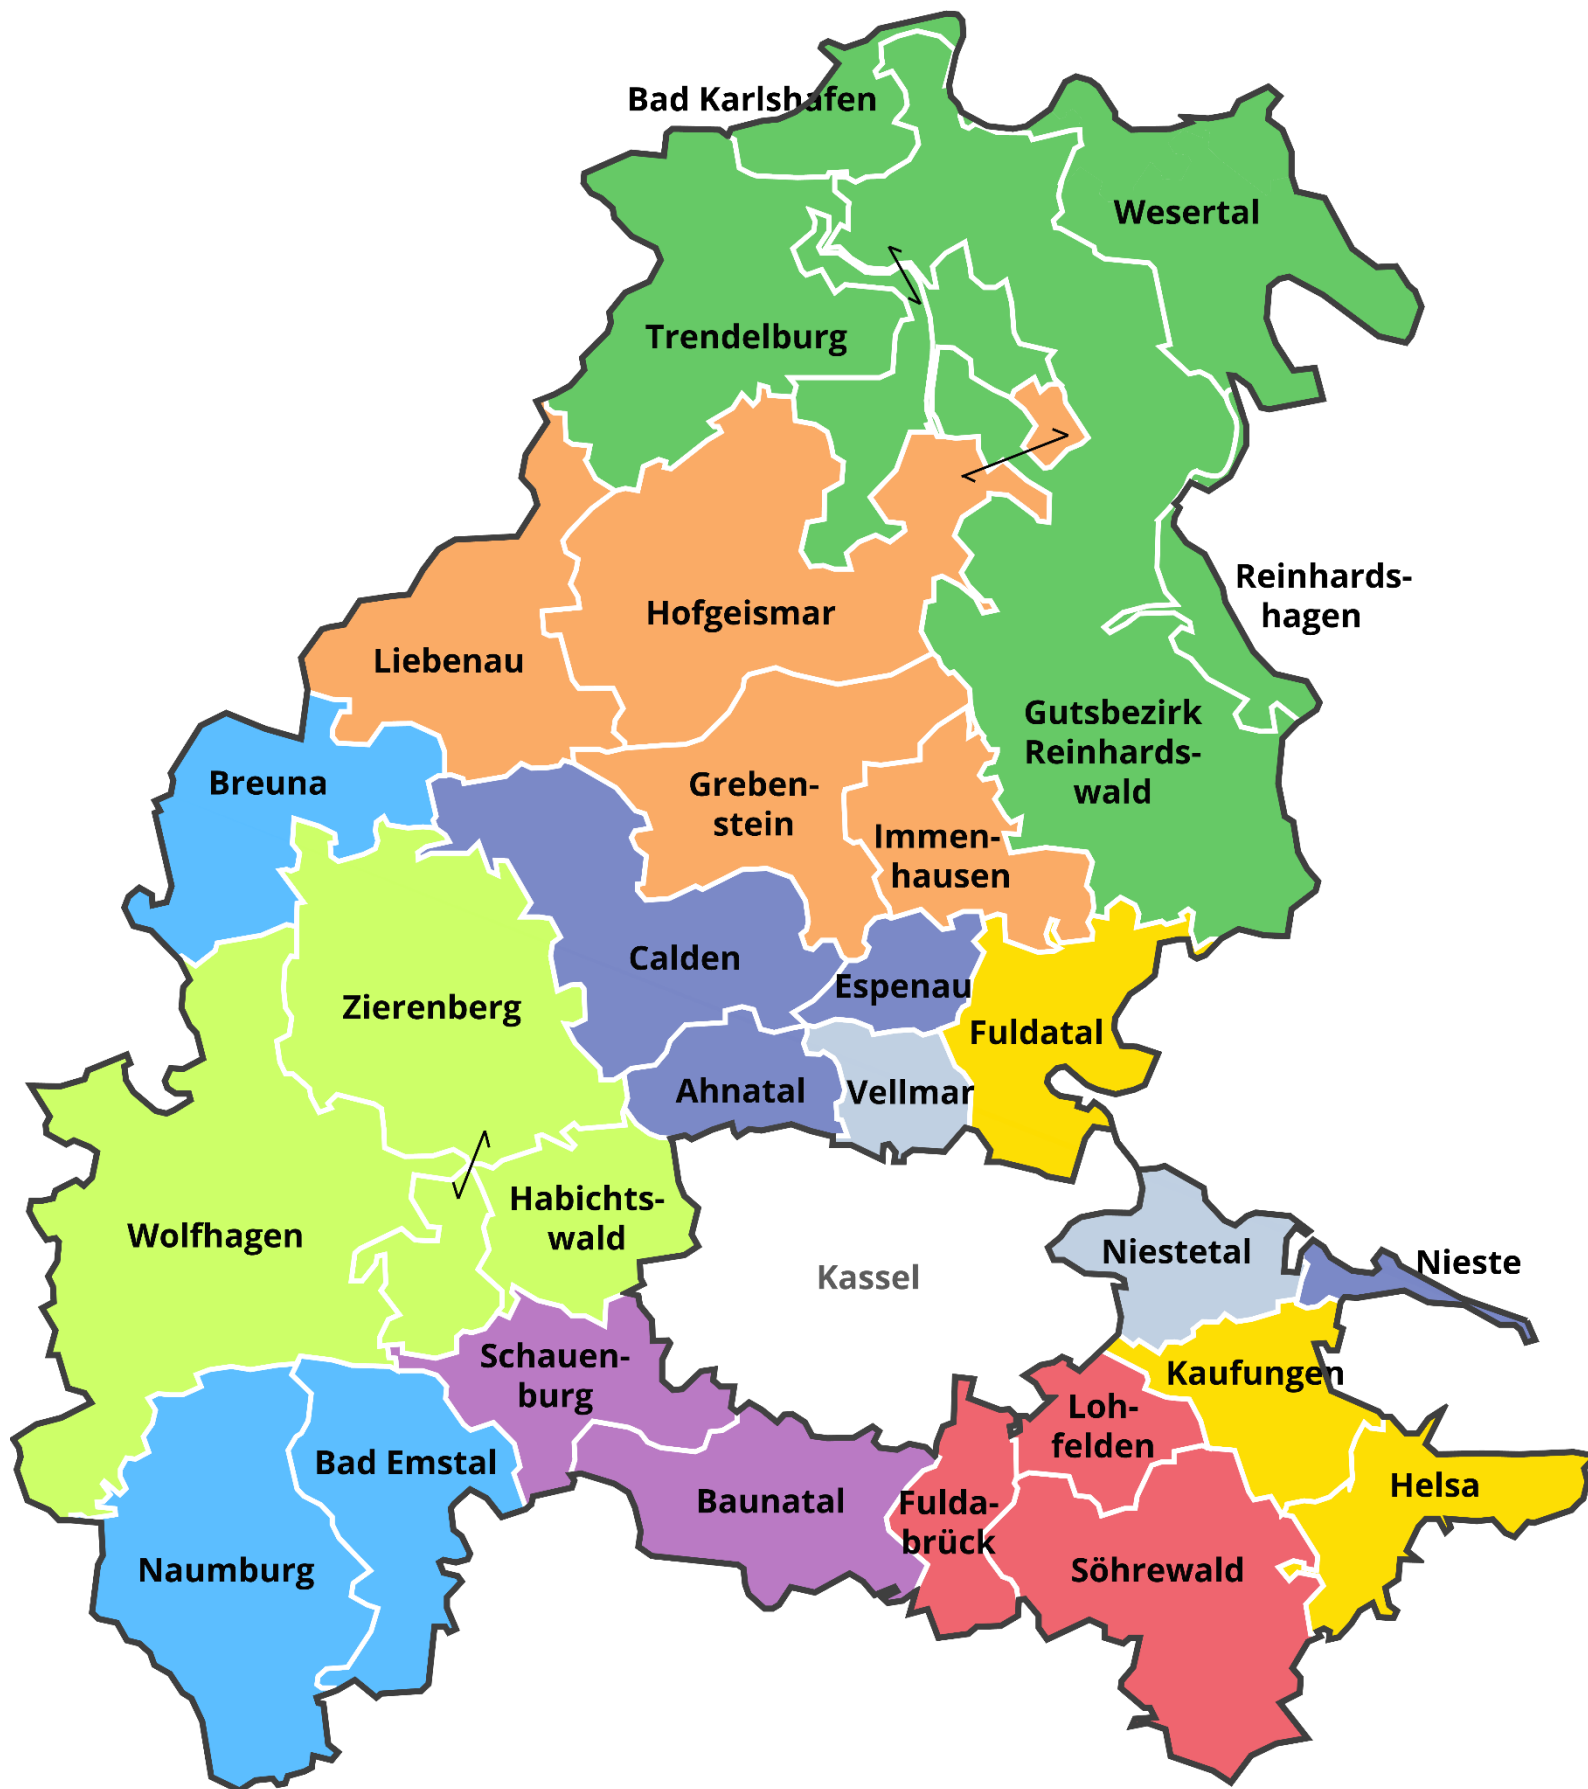 Bad Karlshafen
Wesertal
Trendelburg
Reinhards-
hagen
Hofgeismar
Liebenau
Gutsbezirk
Reinhards-
wald
Breuna
Greben-
stein
Immen-
hausen
Calden
Espenau
Zierenberg
Fuldatal
Ahnatal
Vellmar
Habichts-
wald
Wolfhagen
Niestetal
Nieste
Kassel
Schauen-
burg
Kaufungen
Loh-
felden
Bad Emstal
Helsa
Baunatal
Fulda-
brück
Naumburg
Söhrewald